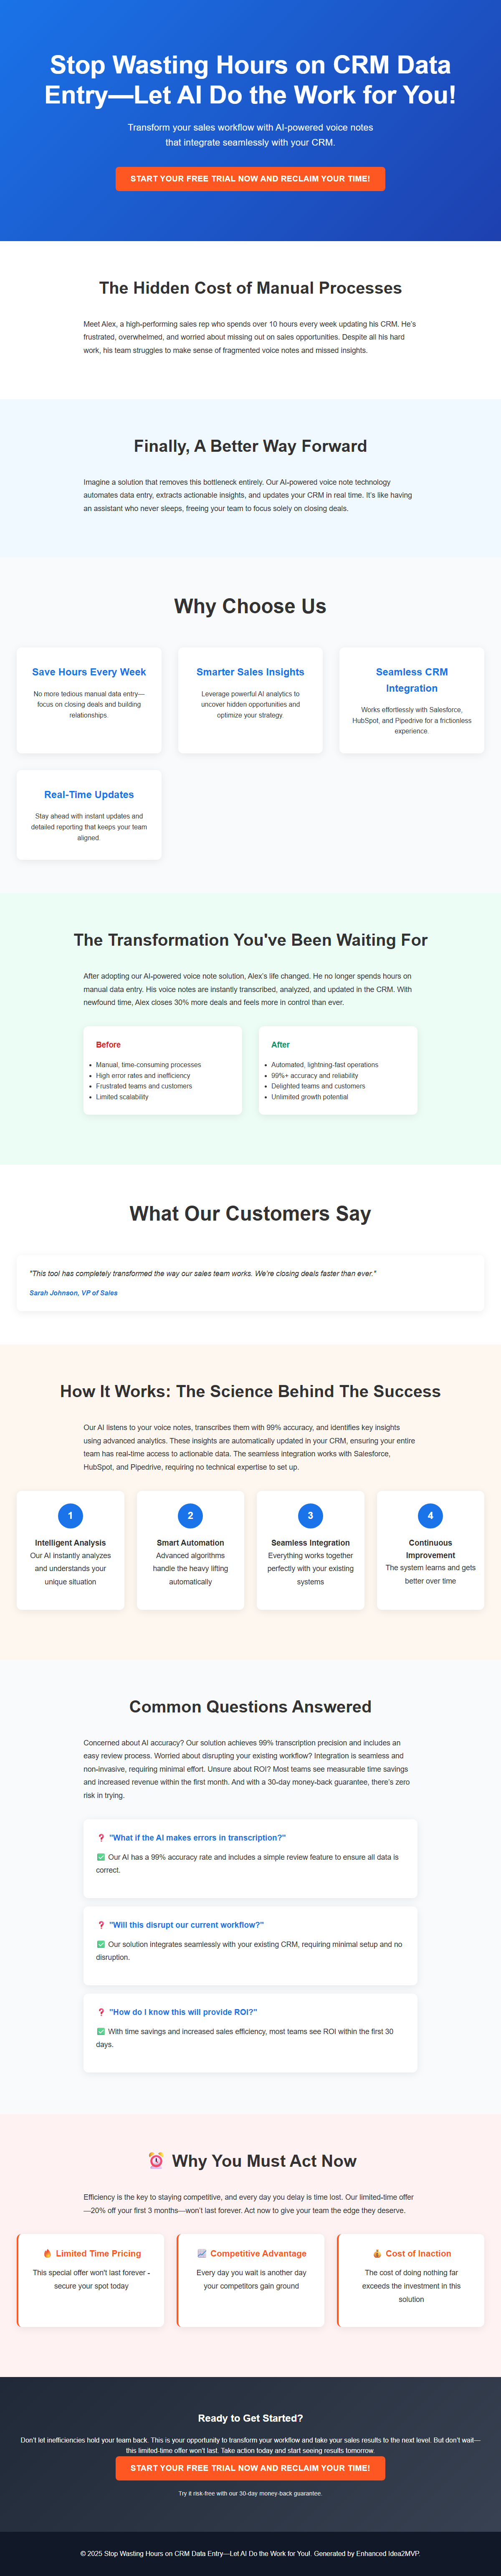 Stop Wasting Hours on CRM Data
Entry—Let AI Do the Work for You!
Transform your sales workflow with AI-powered voice notes
that integrate seamlessly with your CRM.
START YOUR FREE TRIAL NOW AND RECLAIM YOUR TIME!
The Hidden Cost of Manual Processes
Meet Alex, a high-performing sales rep who spends over 10 hours every week updating his CRM. He's
frustrated, overwhelmed, and worried about missing out on sales opportunities. Despite all his hard
work, his team struggles to make sense of fragmented voice notes and missed insights.
Finally, A Better Way Forward
Imagine a solution that removes this bottleneck entirely. Our AI-powered voice note technology
automates data entry, extracts actionable insights, and updates your CRM in real time. It's like having
an assistant who never sleeps, freeing your team to focus solely on closing deals.
Why Choose Us
Save Hours Every Week
No more tedious manual data entry—
focus on closing deals and building
relationships.
Smarter Sales Insights
Leverage powerful AI analytics to
uncover hidden opportunities and
optimize your strategy.
Seamless CRM
Integration
Works effortlessly with Salesforce,
HubSpot, and Pipedrive for a frictionless
experience.
Real-Time Updates
Stay ahead with instant updates and
detailed reporting that keeps your team
aligned.
The Transformation You've Been Waiting For
After adopting our AI-powered voice note solution, Alex's life changed. He no longer spends hours on
manual data entry. His voice notes are instantly transcribed, analyzed, and updated in the CRM. With
newfound time, Alex closes 30% more deals and feels more in control than ever.
Before
• Manual, time-consuming processes
• High error rates and inefficiency
• Frustrated teams and customers
• Limited scalability
After
• Automated, lightning-fast operations
• 99%+ accuracy and reliability
• Delighted teams and customers
• Unlimited growth potential
What Our Customers Say
"This tool has completely transformed the way our sales team works. We're closing deals faster than ever."
Sarah Johnson, VP of Sales
How It Works: The Science Behind The Success
Our AI listens to your voice notes, transcribes them with 99% accuracy, and identifies key insights
using advanced analytics. These insights are automatically updated in your CRM, ensuring your entire
team has real-time access to actionable data. The seamless integration works with Salesforce,
HubSpot, and Pipedrive, requiring no technical expertise to set up.
1
Intelligent Analysis
Our AI instantly analyzes
and understands your
unique situation
2
Smart Automation
Advanced algorithms
handle the heavy lifting
automatically
3
Seamless Integration
Everything works together
perfectly with your existing
systems
4
Continuous
Improvement
The system learns and gets
better over time
Common Questions Answered
Concerned about AI accuracy? Our solution achieves 99% transcription precision and includes an
easy review process. Worried about disrupting your existing workflow? Integration is seamless and
non-invasive, requiring minimal effort. Unsure about ROI? Most teams see measurable time savings
and increased revenue within the first month. And with a 30-day money-back guarantee, there's zero
risk in trying.
❓ "What if the AI makes errors in transcription?"
✅ Our AI has a 99% accuracy rate and includes a simple review feature to ensure all data is
correct.
❓ "Will this disrupt our current workflow?"
✅ Our solution integrates seamlessly with your existing CRM, requiring minimal setup and no
disruption.
❓ "How do I know this will provide ROI?"
✅ With time savings and increased sales efficiency, most teams see ROI within the first 30
days.
⏰ Why You Must Act Now
Efficiency is the key to staying competitive, and every day you delay is time lost. Our limited-time offer
—20% off your first 3 months—won't last forever. Act now to give your team the edge they deserve.
🔥 Limited Time Pricing
This special offer won't last forever -
secure your spot today
📈 Competitive Advantage
Every day you wait is another day
your competitors gain ground
💰 Cost of Inaction
The cost of doing nothing far
exceeds the investment in this
solution
Ready to Get Started?
Don't let inefficiencies hold your team back. This is your opportunity to transform your workflow and take your sales results to the next level. But don't wait—
this limited-time offer won't last. Take action today and start seeing results tomorrow.
START YOUR FREE TRIAL NOW AND RECLAIM YOUR TIME!
Try it risk-free with our 30-day money-back guarantee.
© 2025 Stop Wasting Hours on CRM Data Entry—Let AI Do the Work for You!. Generated by Enhanced Idea2MVP.